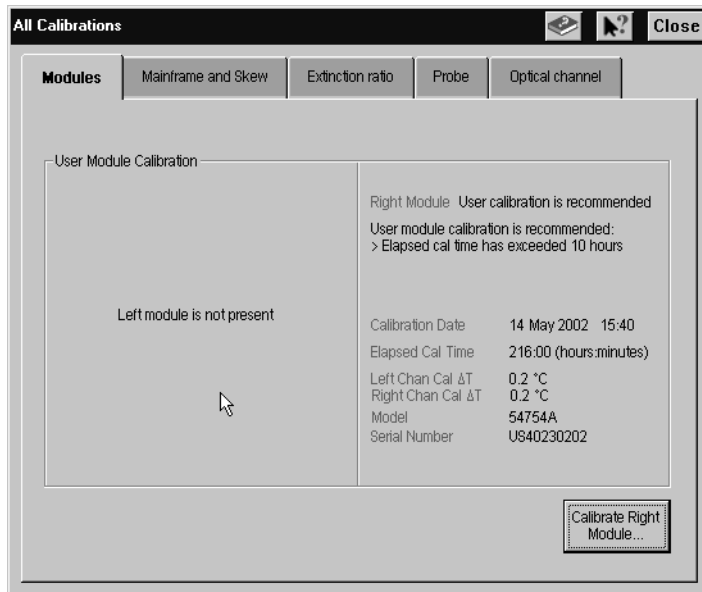 All Calibrations
Close
Modules
Mainframe and Skew
Extinction ratio
Probe
Optical channel
User Module Calibration
Left module is not present
Right Module User calibration is recommended
User module calibration is recommended:
> Elapsed cal time has exceeded 10 hours
Calibration Date 14 May 2002 15:40
Elapsed Cal Time 216:00 (hours:minutes)
Left Chan Cal ΔT 0.2 °C
Right Chan Cal ΔT 0.2 °C
Model 54754A
Serial Number US40230202
Calibrate Right
Module...